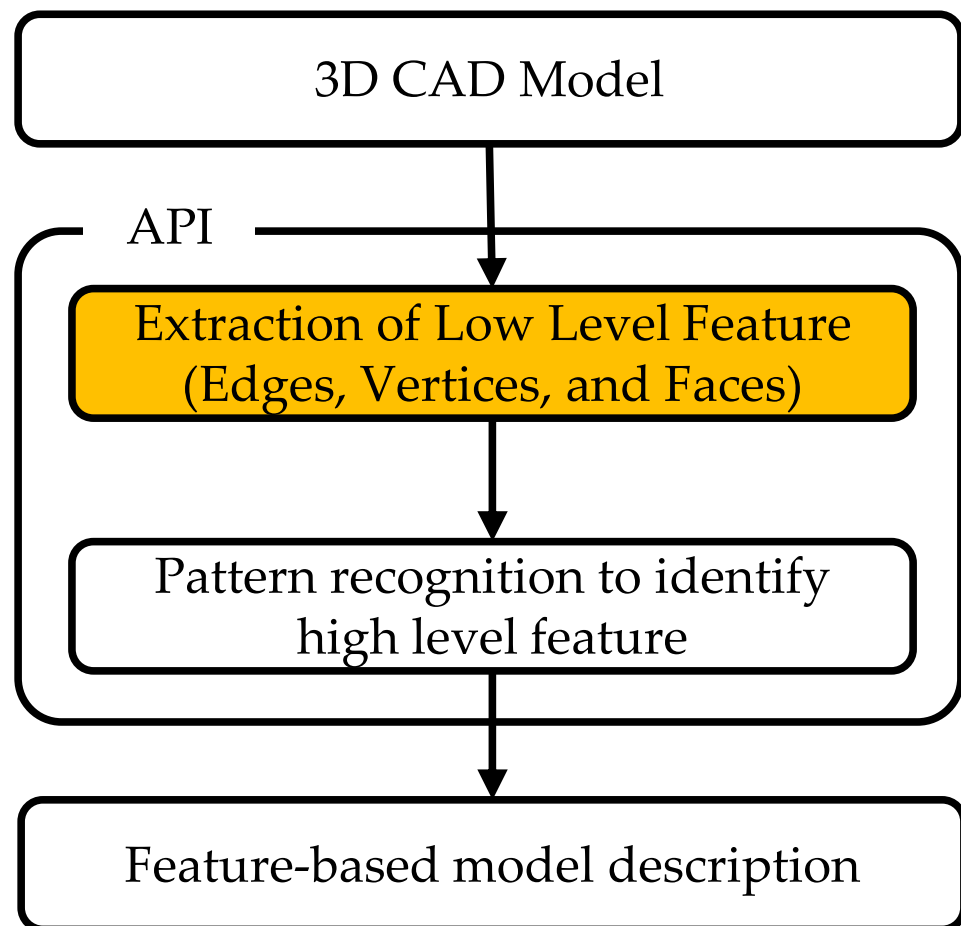 3D CAD Model
API
Extraction of Low Level Feature
(Edges, Vertices, and Faces)
Pattern recognition to identify
high level feature
Feature-based model description